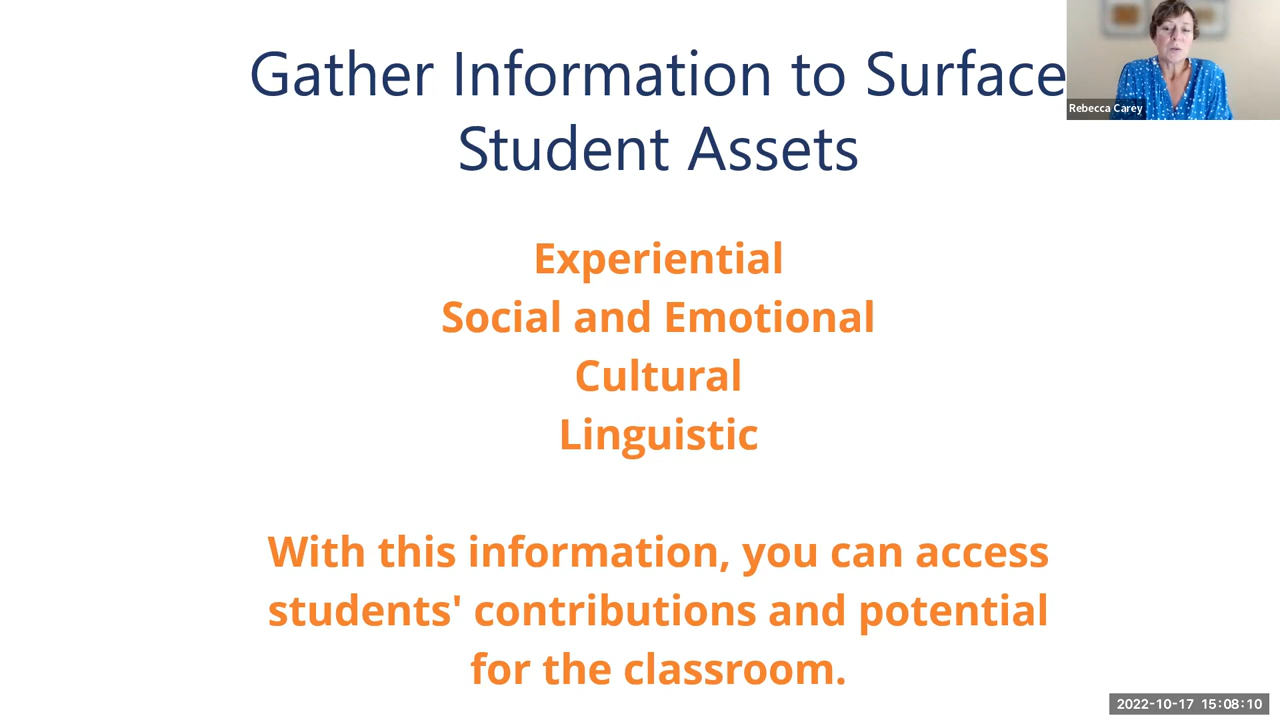 Gather Information to Surface
Student Assets
Rebecca Carey
Experiential
Social and Emotional
Cultural
Linguistic
With this information, you can access
students' contributions and potential
for the classroom.
2022-10-17 15:08:10